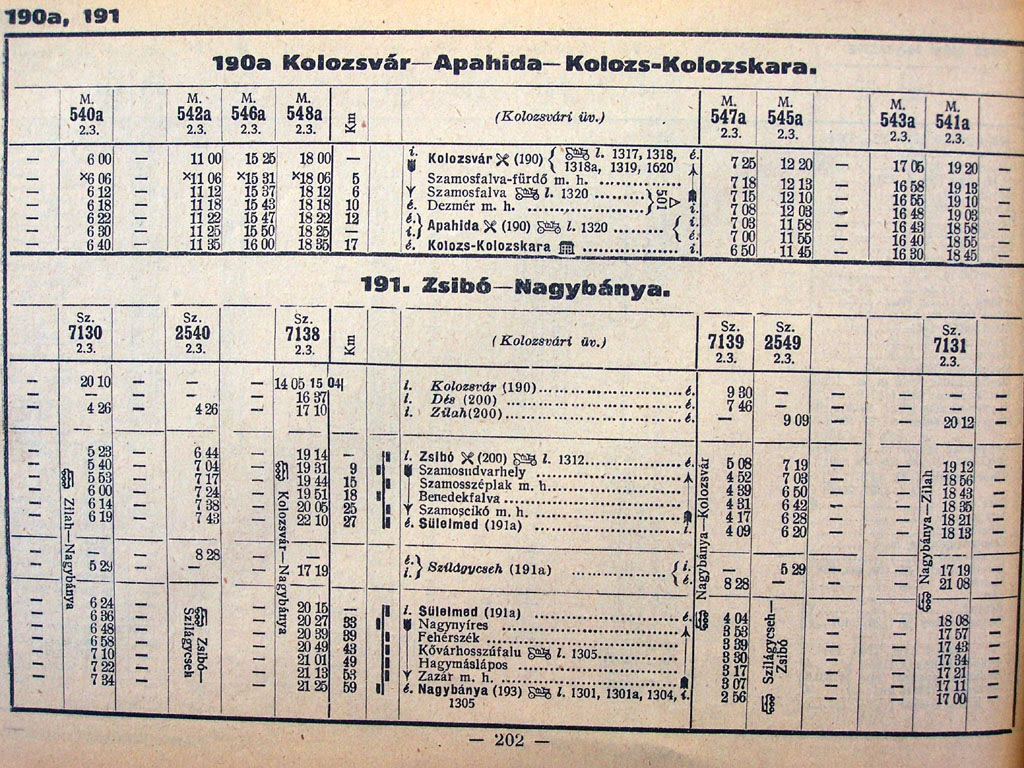 190a, 191
190a Kolozsvár—Apahida—Kolozs-Kolozskara.
M. 540a 2.3. M. 542a 2.3. M. 546a 2.3. M. 548a 2.3. Km (Kolozsvári üv.) M. 547a 2.3. M. 545a 2.3. M. 543a 2.3. M. 541a 2.3.
— 6 00 — 11 00 15 25 18 00 — i. Kolozsvár (190) { l. 1317, 1318, 1318a, 1319, 1620 é. 7 25 12 20 — 17 05 19 20 —
— ×6 06 — ×11 06 ×15 31 ×18 06 5 Szamosfalva-fürdő m. h. 7 18 12 13 — 16 58 19 13 —
— 6 12 — 11 12 15 37 18 12 6 Szamosfalva l. 1320 501 7 15 12 10 — 16 55 19 10 —
— 6 18 — 11 18 15 43 18 18 10 é. Dezmér m. h. i. 7 08 12 03 — 16 48 19 03 —
— 6 22 — 11 22 15 47 18 22 12 é. } Apahida (190) l. 1320 { i. 7 03 11 58 — 16 43 18 58 —
— 6 30 — 11 25 15 50 18 25 — i. é. 7 00 11 55 — 16 40 18 55 —
— 6 40 — 11 35 16 00 18 35 17 é. Kolozs-Kolozskara i. 6 50 11 45 — 16 30 18 45 —
191. Zsibó—Nagybánya.
Sz. 7130 2.3. Sz. 2540 2.3. Sz. 7138 2.3. Km (Kolozsvári üv.) Sz. 7139 2.3. Sz. 2549 2.3. Sz. 7131 2.3.
— 20 10 — — — 14 05 15 04 i. Kolozsvár (190) é. 9 30 — — — — —
— — — — — 16 37 i. Dés (200) é. 7 46 — — — — —
— 4 26 — 4 26 — 17 10 i. Zilah (200) é. — 9 09 — — 20 12 —
— 5 23 — 6 44 — 19 14 — i. Zsibó (200) l. 1312 é. 5 08 7 19 — — 19 12 —
— 5 40 — 7 04 — 19 31 9 Szamosudvarhely 4 52 7 03 — — 18 56 —
— 5 53 — 7 17 — 19 44 15 Szamosszéplak m. h. 4 39 6 50 — — 18 43 —
— 6 00 — 7 24 — 19 51 18 Benedekfalva 4 31 6 42 — — 18 35 —
— 6 14 — 7 38 — 20 05 25 Szamoscikó m. h. 4 17 6 28 — — 18 21 —
— 6 19 — 7 43 — 22 10 27 é. Sülelmed (191a) i. 4 09 6 20 — — 18 13 —
— — — 8 28 — — é. } Szilágycseh (191a) { i. — 5 29 — — 17 19 —
— 5 29 — — — 17 19 i. é. 8 28 — — — 21 08 —
— 6 24 — — 20 15 — i. Sülelmed (191a) é. 4 04 — — 18 08 —
— 6 36 — — 20 27 33 Nagynyíres 3 53 — — 17 57 —
— 6 48 — — 20 39 39 Fehérszék 3 39 — — 17 43 —
— 6 58 — — 20 49 43 Kővárhosszúfalu l. 1305. 3 30 — — 17 34 —
— 7 10 — — 21 01 49 Hagymáslápos 3 17 — — 17 21 —
— 7 22 — — 21 13 53 Zazár m. h. 3 07 — — 17 11 —
— 7 34 — — 21 25 59 é. Nagybánya (193) l. 1301, 1301a, 1304, 1305 i. 2 56 — — 17 00 —
Zilah—Nagybánya
Zsibó—Szilágycseh
Kolozsvár—Nagybánya
Nagybánya—Kolozsvár
Szilágycseh—Zsibó
Nagybánya—Zilah
— 202 —